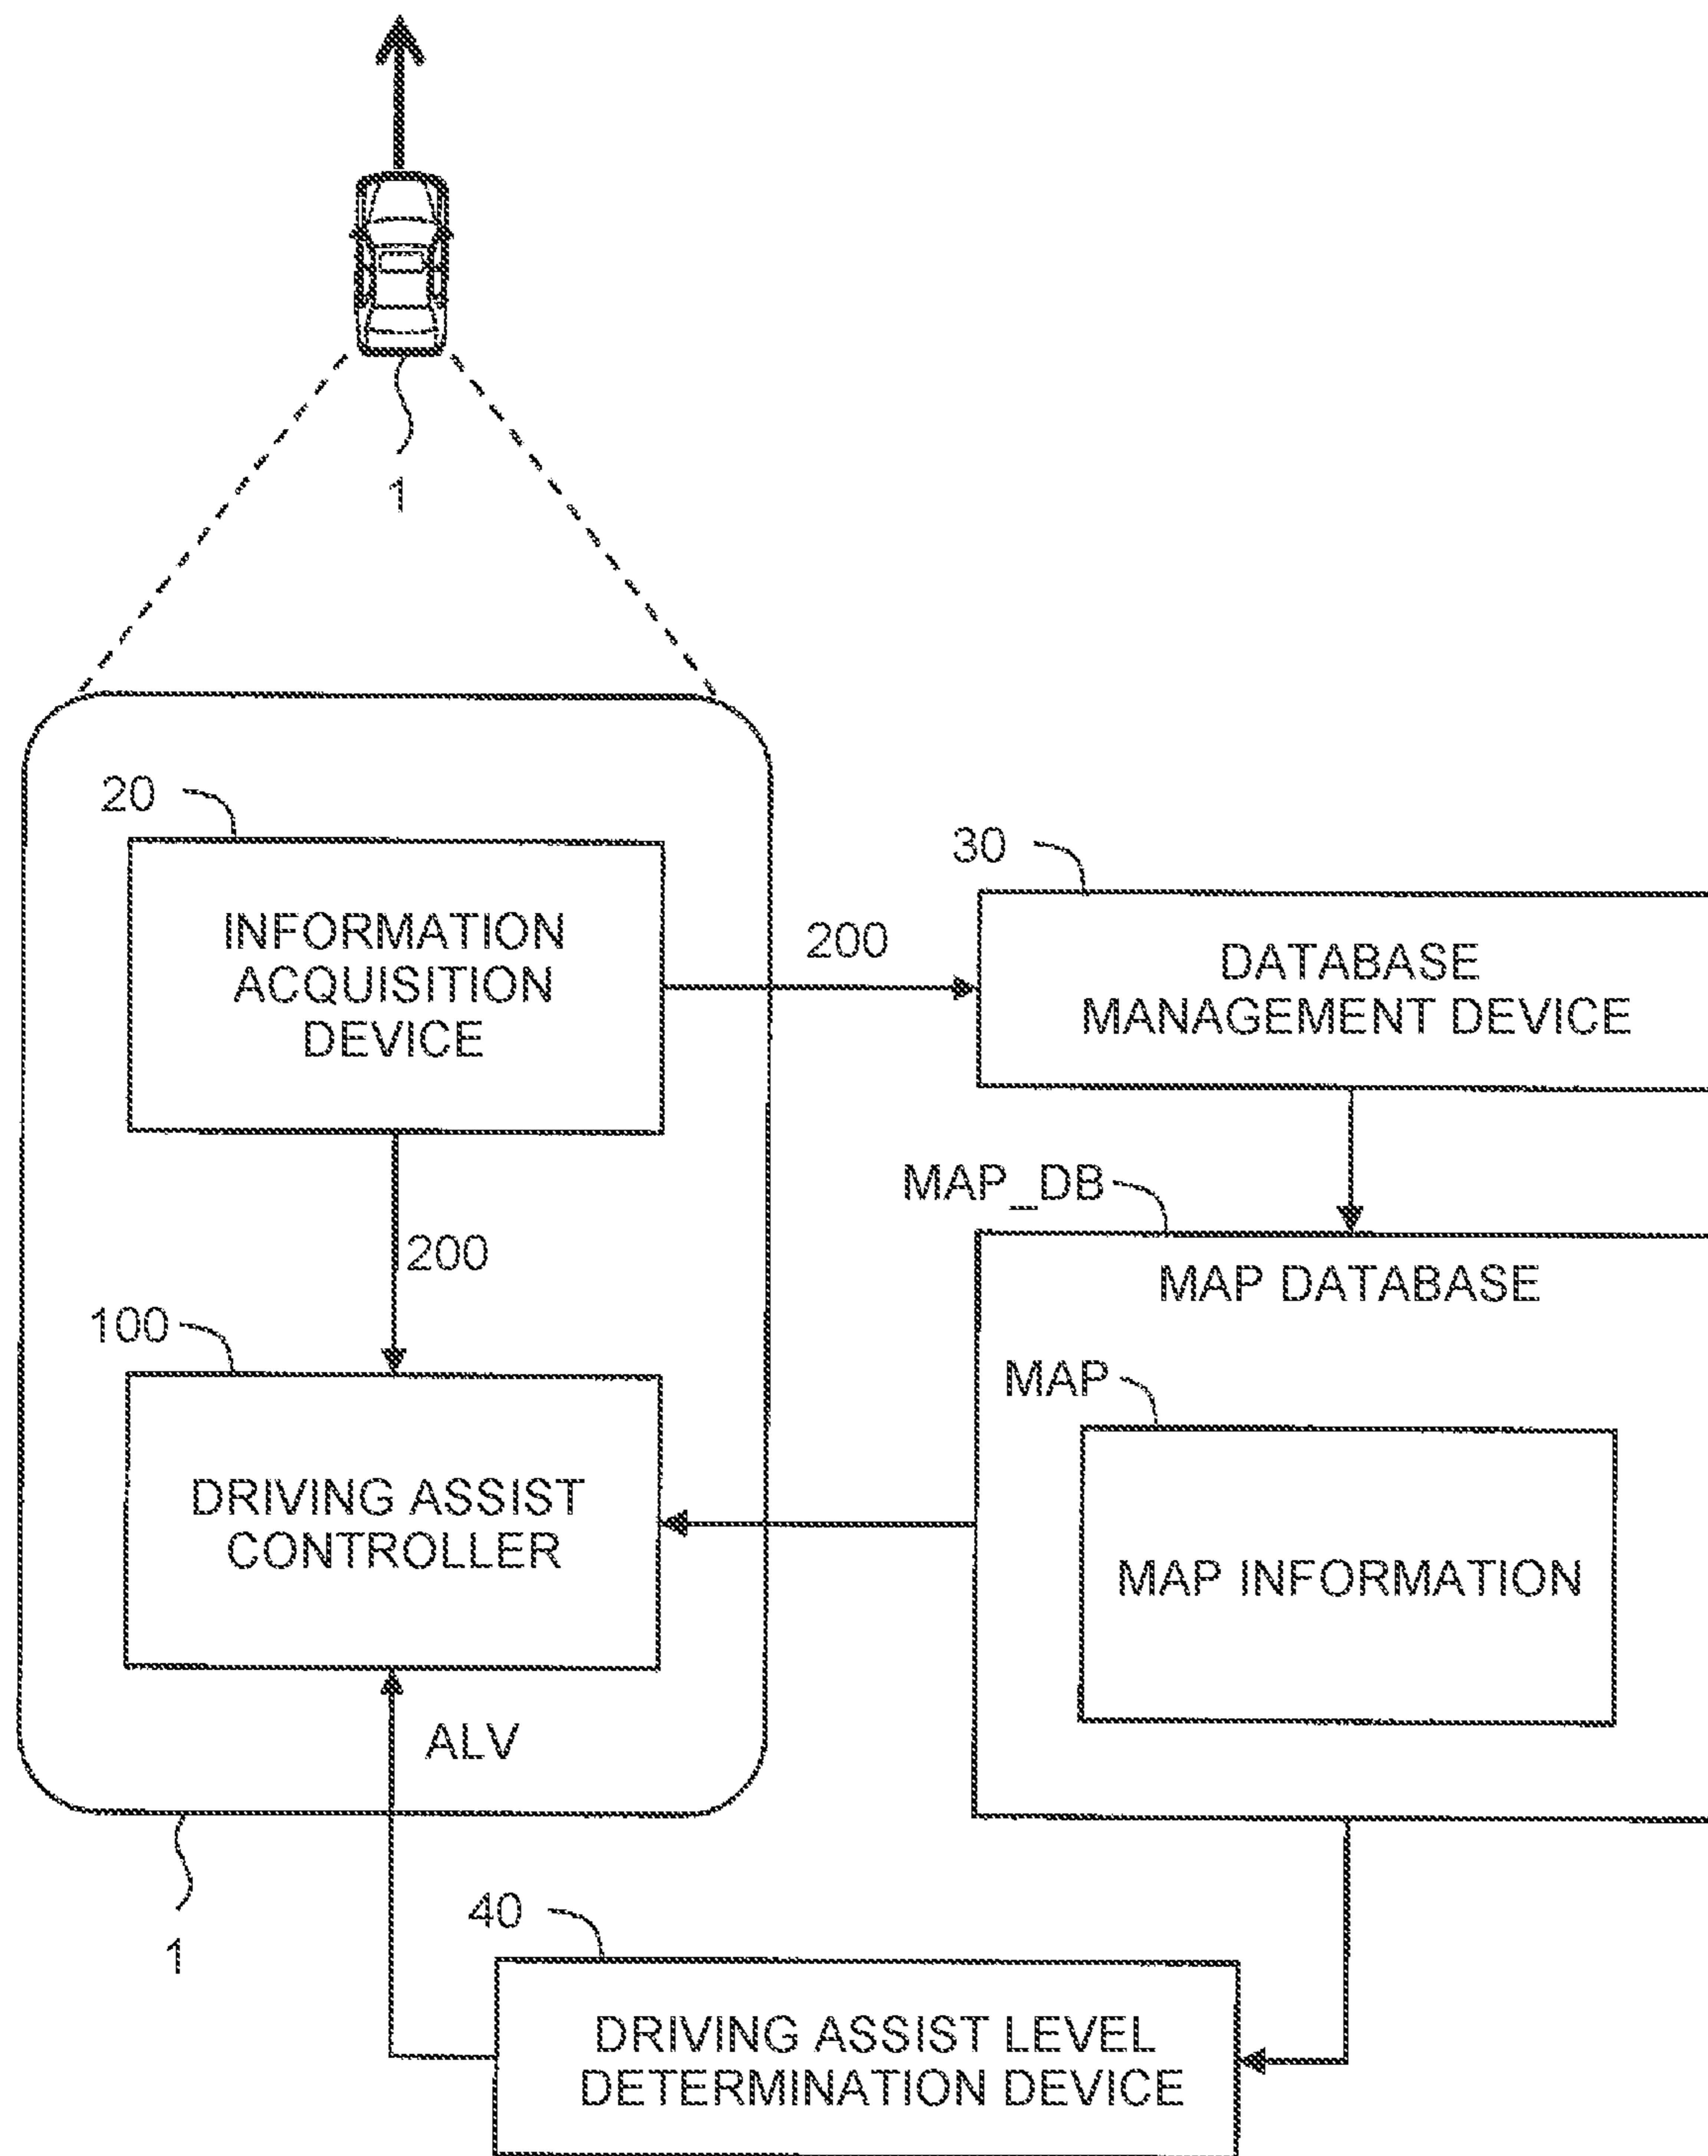 1
20
INFORMATION
ACQUISITION
DEVICE
200
30
DATABASE
MANAGEMENT DEVICE
200
MAP_DB
MAP DATABASE
100
DRIVING ASSIST
CONTROLLER
MAP
MAP INFORMATION
ALV
1
40
DRIVING ASSIST LEVEL
DETERMINATION DEVICE